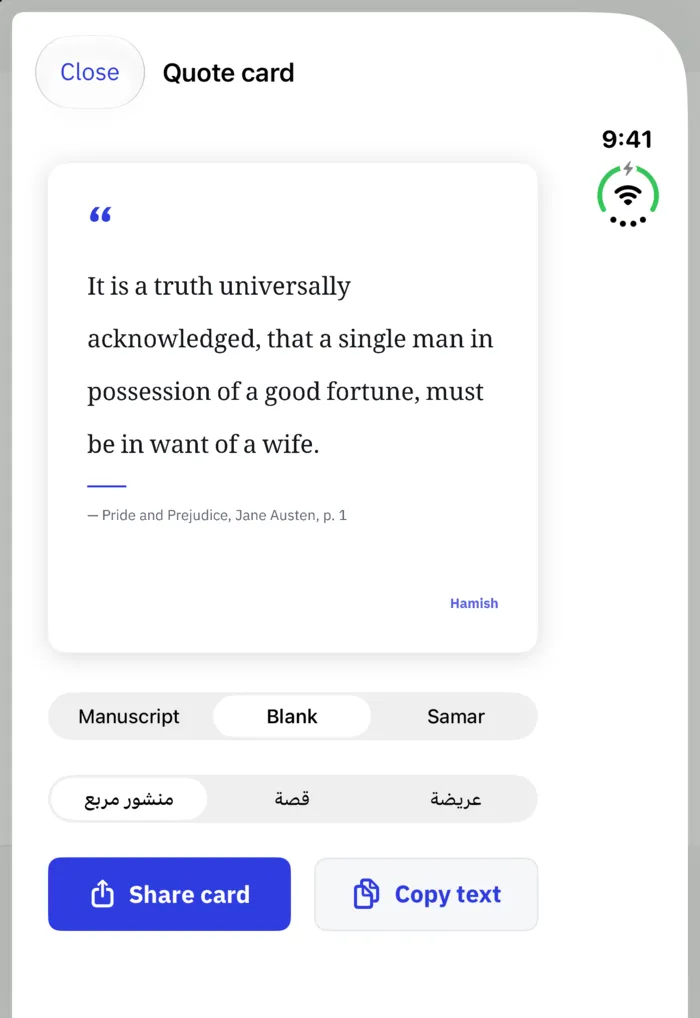 Close
Quote card
9:41
“
It is a truth universally
acknowledged, that a single man in
possession of a good fortune, must
be in want of a wife.
— Pride and Prejudice, Jane Austen, p. 1
Hamish
Manuscript Blank Samar
منشور مربع قصة عريضة
Share card Copy text